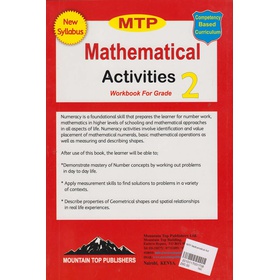 MTP
New
Syllabus
Competency
Based
Curriculum
Mathematical
Activities 2
Workbook For Grade
Numeracy is a foundational skill that prepares the learner for number work,
mathematics in higher levels of schooling and mathematical approaches
in all aspects of life. Numeracy activities involve identification and value
placement of mathematical numerals, basic mathematical operations as
well as measuring and describing shapes.
After use of this book, the learner will be able to:
*Demonstrate mastery of Number concepts by working out problems
in day to day life.
* Apply measurement skills to find solutions to problems in a variety
of contexts.
* Describe properties of Geometrical shapes and spatial relationships
in real life experiences.
MOUNTAIN TOP PUBLISHERS